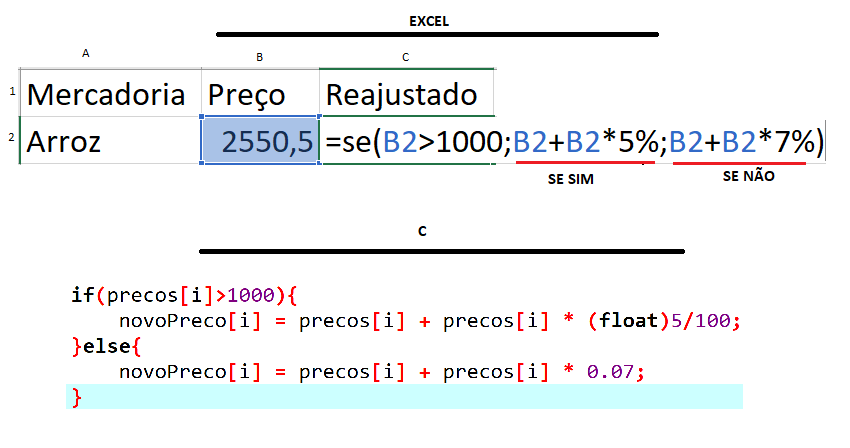 EXCEL
A B C
1 Mercadoria Preço Reajustado
2 Arroz 2550,5 =se(B2>1000;B2+B2*5%;B2+B2*7%)
SE SIM SE NÃO
C
if(precos[i]>1000){
novoPreco[i] = precos[i] + precos[i] * (float)5/100;
}else{
novoPreco[i] = precos[i] + precos[i] * 0.07;
}